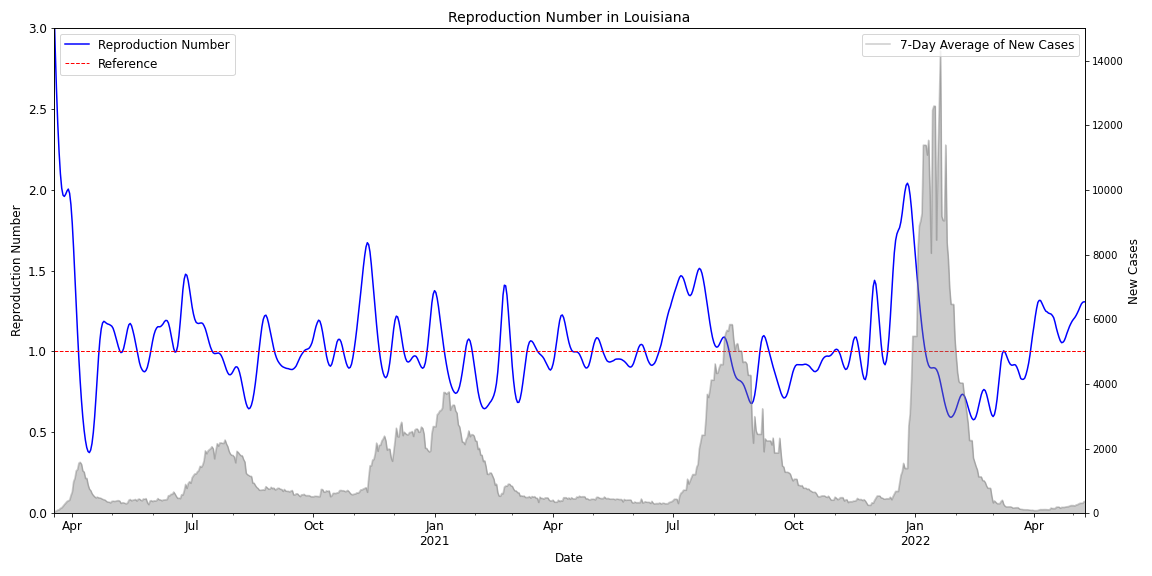 Reproduction Number in Louisiana
Reproduction Number
Reference
7-Day Average of New Cases
3.0
2.5
2.0
1.5
1.0
0.5
0.0
Reproduction Number
14000
12000
10000
8000
6000
4000
2000
0
New Cases
Apr
Jul
Oct
Jan
2021
Apr
Jul
Oct
Jan
2022
Apr
Date